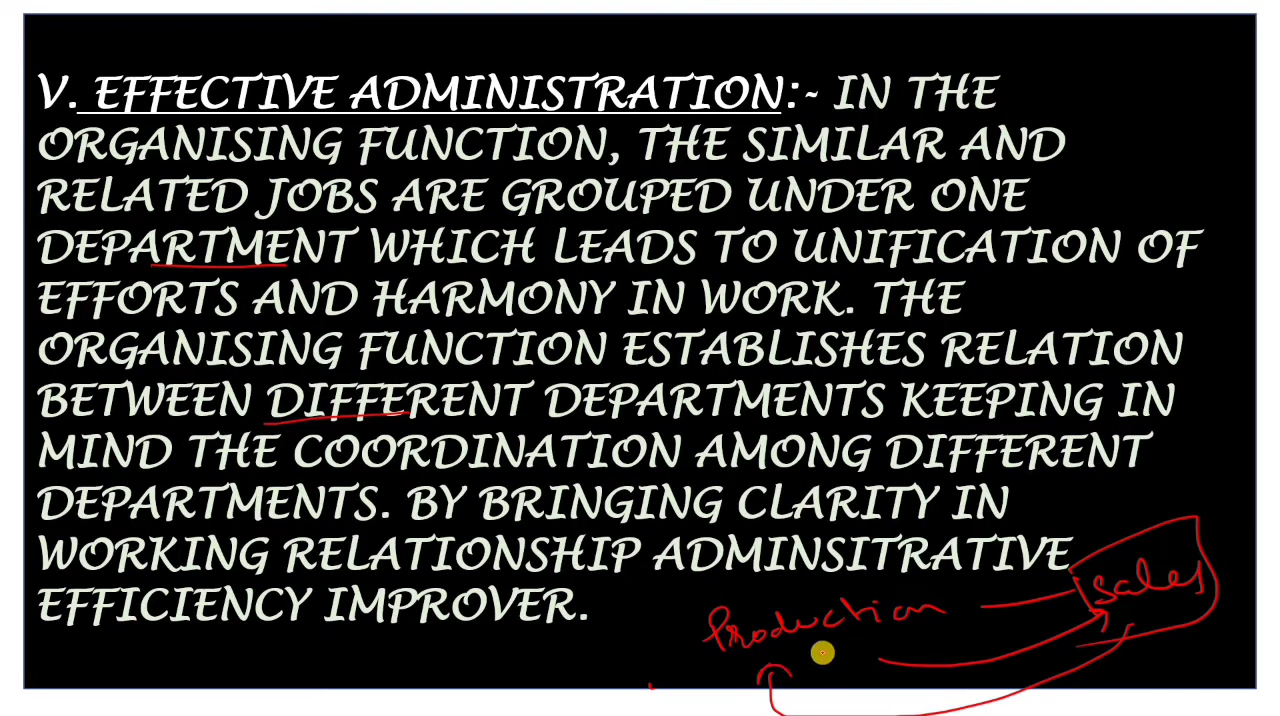 V. EFFECTIVE ADMINISTRATION:- IN THE
ORGANISING FUNCTION, THE SIMILAR AND
RELATED JOBS ARE GROUPED UNDER ONE
DEPARTMENT WHICH LEADS TO UNIFICATION OF
EFFORTS AND HARMONY IN WORK. THE
ORGANISING FUNCTION ESTABLISHES RELATION
BETWEEN DIFFERENT DEPARTMENTS KEEPING IN
MIND THE COORDINATION AMONG DIFFERENT
DEPARTMENTS. BY BRINGING CLARITY IN
WORKING RELATIONSHIP ADMINSITRATIVE
EFFICIENCY IMPROVER.
Production sales